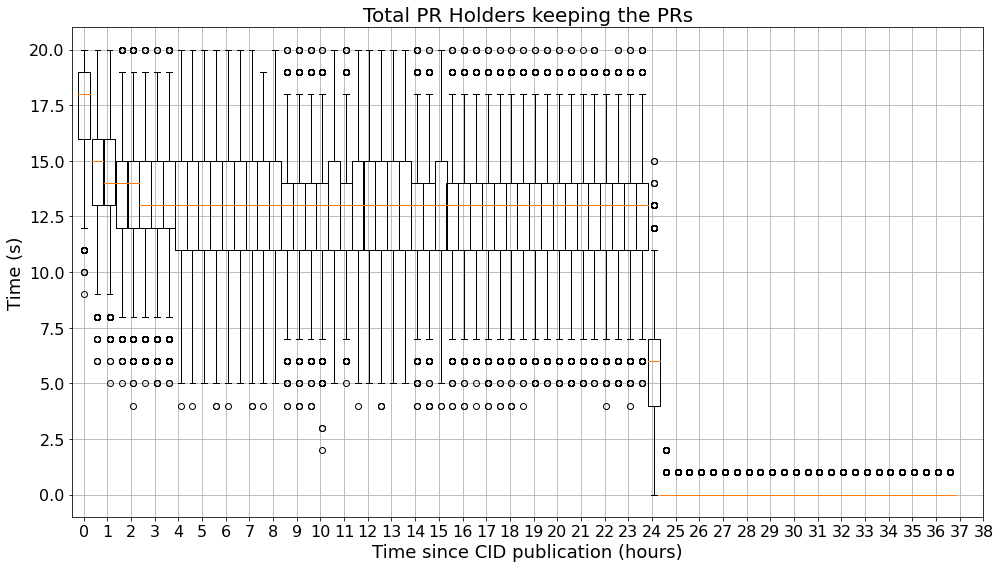 Total PR Holders keeping the PRs
Time (s)
20.0
17.5
15.0
12.5
10.0
7.5
5.0
2.5
0.0
0 1 2 3 4 5 6 7 8 9 10 11 12 13 14 15 16 17 18 19 20 21 22 23 24 25 26 27 28 29 30 31 32 33 34 35 36 37 38
Time since CID publication (hours)